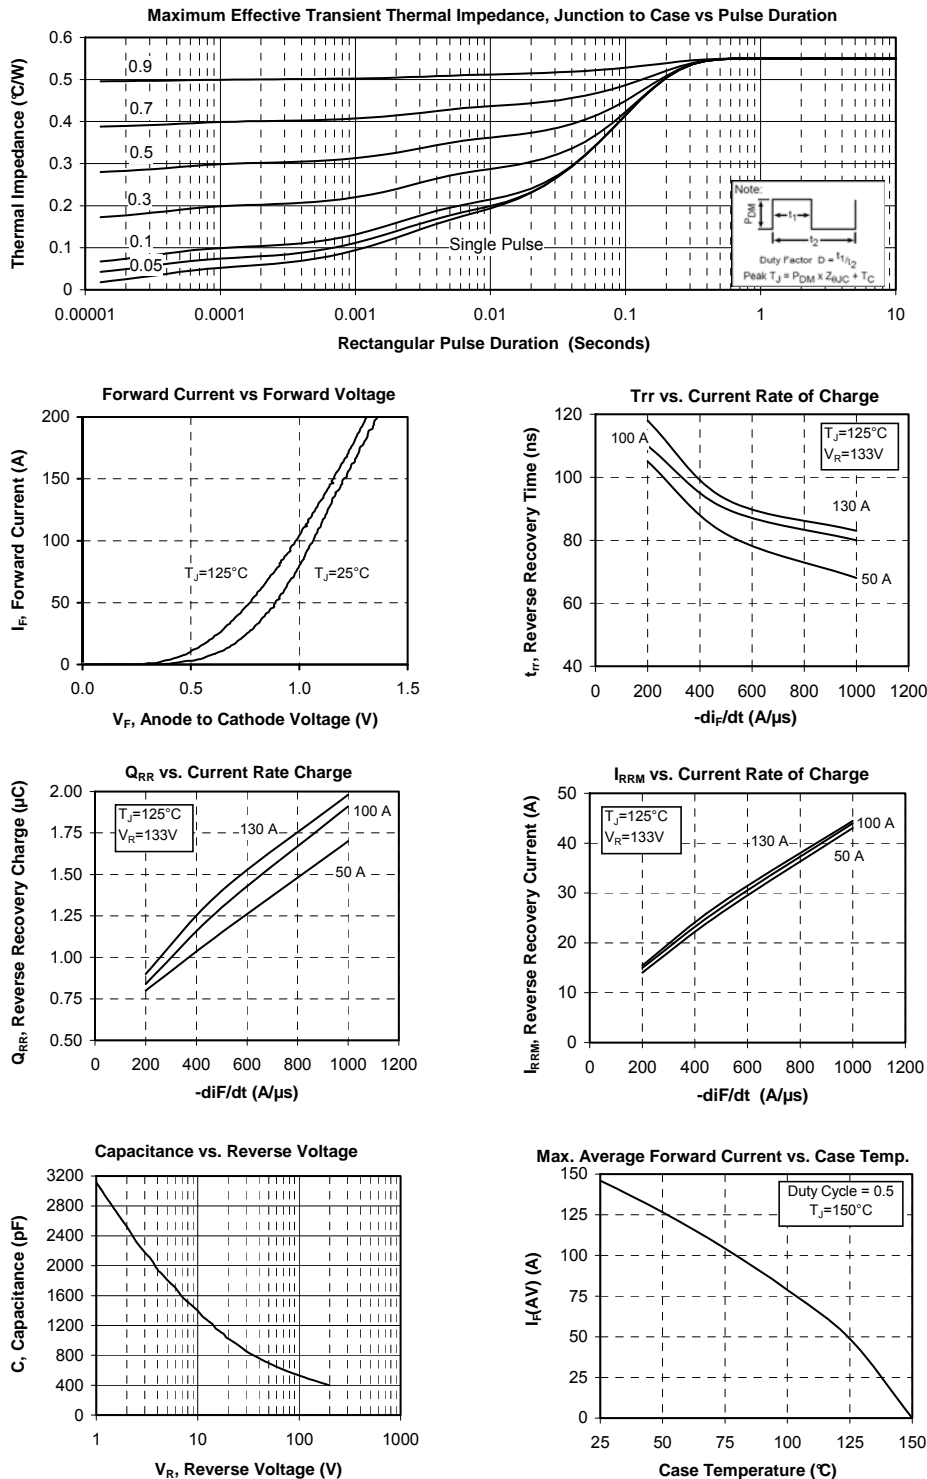 Maximum Effective Transient Thermal Impedance, Junction to Case vs Pulse Duration
Thermal Impedance (℃/W)
0.6
0.5
0.4
0.3
0.2
0.1
0
0.9
0.7
0.5
0.3
0.1
0.05
Single Pulse
Note:
PDM
t1
t2
Duty Factor D = t1/t2
Peak TJ = PDM x ZθJC + TC
0.00001 0.0001 0.001 0.01 0.1 1 10
Rectangular Pulse Duration (Seconds)
Forward Current vs Forward Voltage
IF, Forward Current (A)
200
150
100
50
0
TJ=125°C
TJ=25°C
0.0 0.5 1.0 1.5
VF, Anode to Cathode Voltage (V)
Trr vs. Current Rate of Charge
trr, Reverse Recovery Time (ns)
120
100
80
60
40
100 A
TJ=125°C
VR=133V
130 A
50 A
0 200 400 600 800 1000 1200
-diF/dt (A/µs)
QRR vs. Current Rate Charge
QRR, Reverse Recovery Charge (µC)
2.00
1.75
1.50
1.25
1.00
0.75
0.50
TJ=125°C
VR=133V
130 A
100 A
50 A
0 200 400 600 800 1000 1200
-diF/dt (A/µs)
IRRM vs. Current Rate of Charge
IRRM, Reverse Recovery Current (A)
50
40
30
20
10
0
TJ=125°C
VR=133V
130 A
100 A
50 A
0 200 400 600 800 1000 1200
-diF/dt (A/µs)
Capacitance vs. Reverse Voltage
C, Capacitance (pF)
3200
2800
2400
2000
1600
1200
800
400
0
1 10 100 1000
VR, Reverse Voltage (V)
Max. Average Forward Current vs. Case Temp.
IF(AV) (A)
150
125
100
75
50
25
0
Duty Cycle = 0.5
TJ=150°C
25 50 75 100 125 150
Case Temperature (℃)